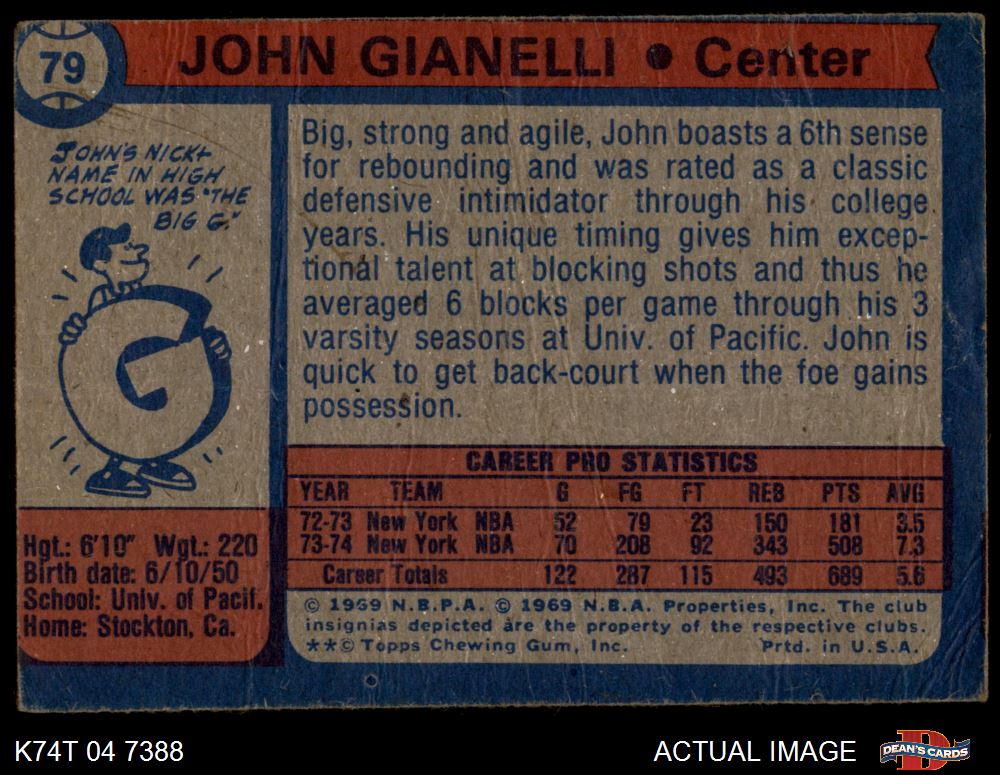 79
JOHN GIANELLI • Center
JOHN'S NICK-
NAME IN HIGH
SCHOOL WAS "THE
BIG G."
G
Hgt.: 6'10" Wgt.: 220
Birth date: 6/10/50
School: Univ. of Pacif.
Home: Stockton, Ca.
Big, strong and agile, John boasts a 6th sense
for rebounding and was rated as a classic
defensive intimidator through his college
years. His unique timing gives him excep-
tional talent at blocking shots and thus he
averaged 6 blocks per game through his 3
varsity seasons at Univ. of Pacific. John is
quick to get back-court when the foe gains
possession.
CAREER PRO STATISTICS
YEAR TEAM G FG FT REB PTS AVG
72-73 New York NBA 52 79 23 150 181 3.5
73-74 New York NBA 70 208 92 343 508 7.3
Career Totals 122 287 115 493 689 5.6
© 1969 N.B.P.A. © 1969 N.B.A. Properties, Inc. The club
insignias depicted are the property of the respective clubs.
**© Topps Chewing Gum, Inc. Prtd. in U.S.A.
K74T 04 7388
ACTUAL IMAGE
D
DEAN'S CARDS